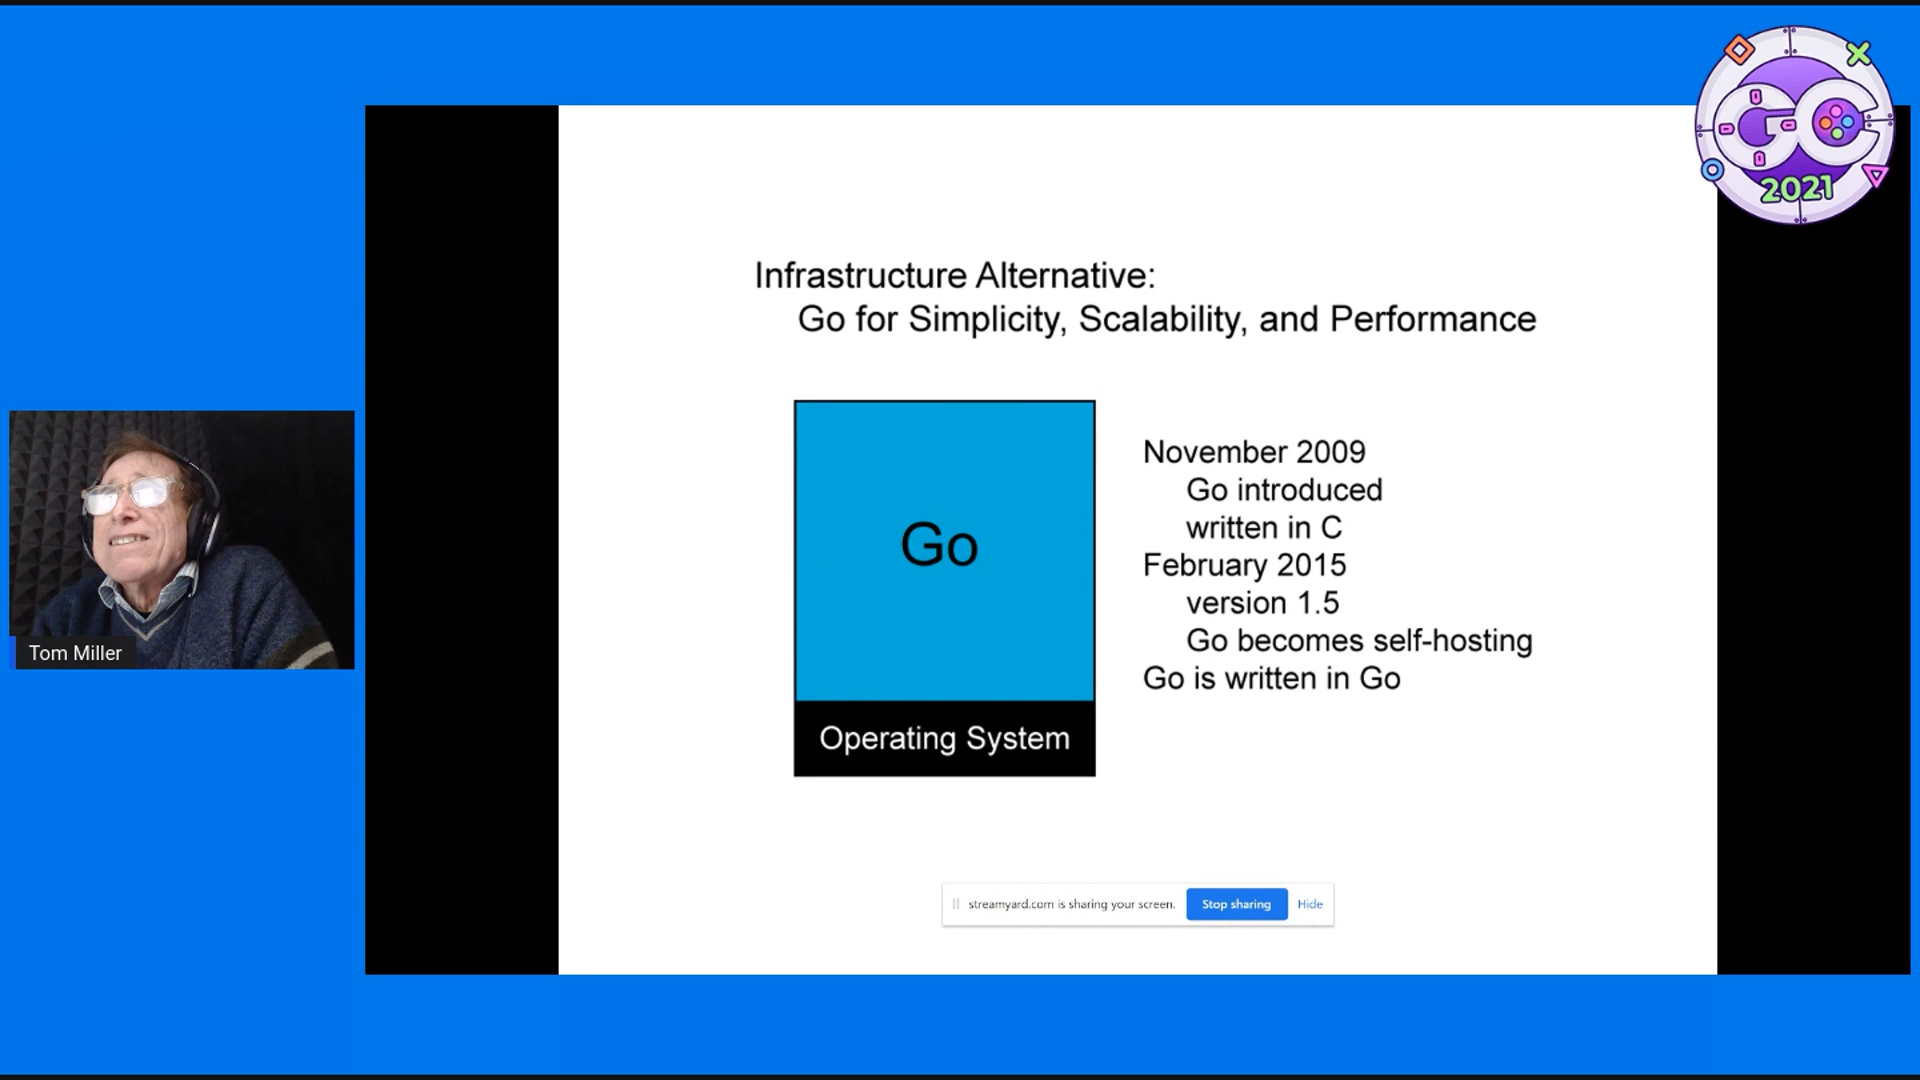 GC
2021
Infrastructure Alternative:
Go for Simplicity, Scalability, and Performance
Go
Operating System
November 2009
Go introduced
written in C
February 2015
version 1.5
Go becomes self-hosting
Go is written in Go
Tom Miller
streamyard.com is sharing your screen.
Stop sharing
Hide